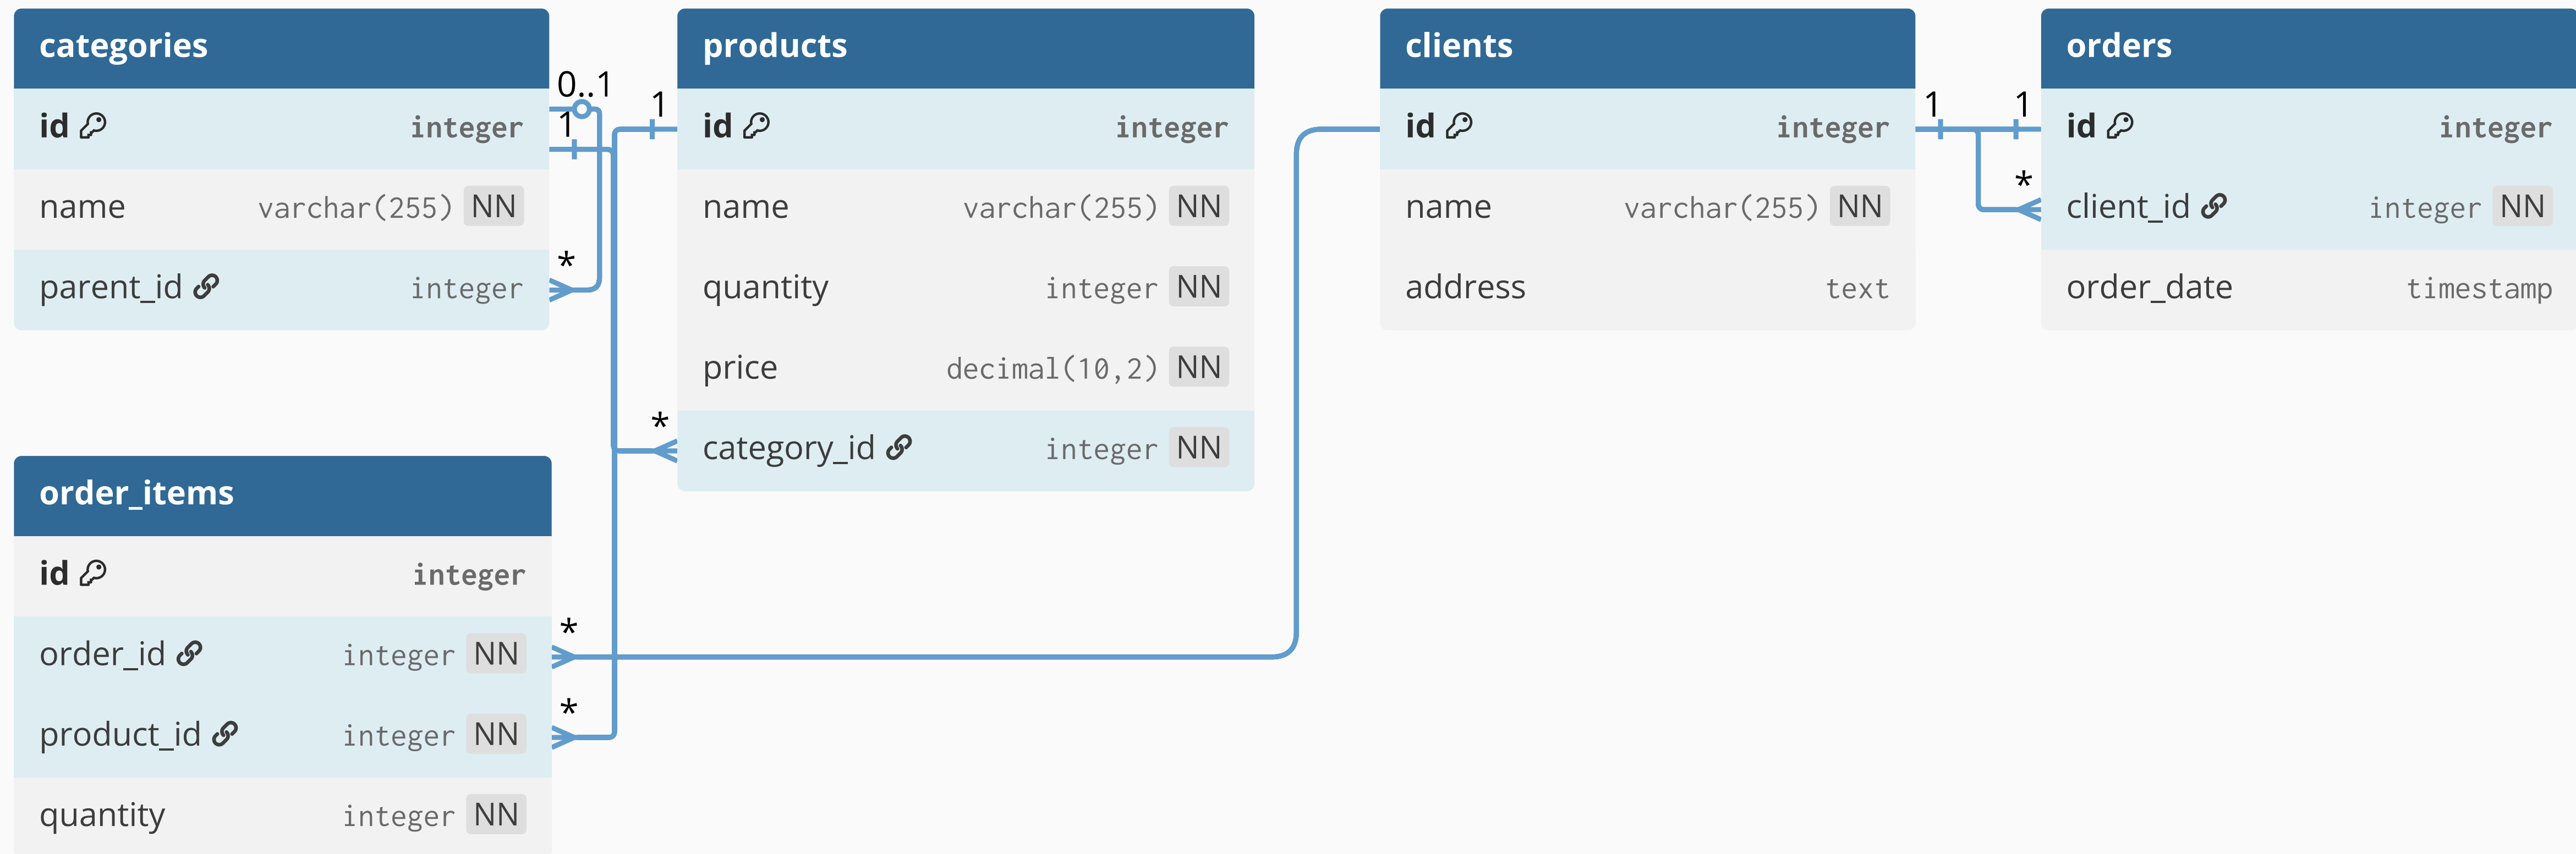 categories
id integer
name varchar(255) NN
parent_id integer
0..1
1
*
products
1
id integer
name varchar(255) NN
quantity integer NN
price decimal(10,2) NN
*
category_id integer NN
clients
id integer
name varchar(255) NN
address text
1
1
*
orders
id integer
client_id integer NN
order_date timestamp
order_items
id integer
order_id integer NN
*
product_id integer NN
*
quantity integer NN